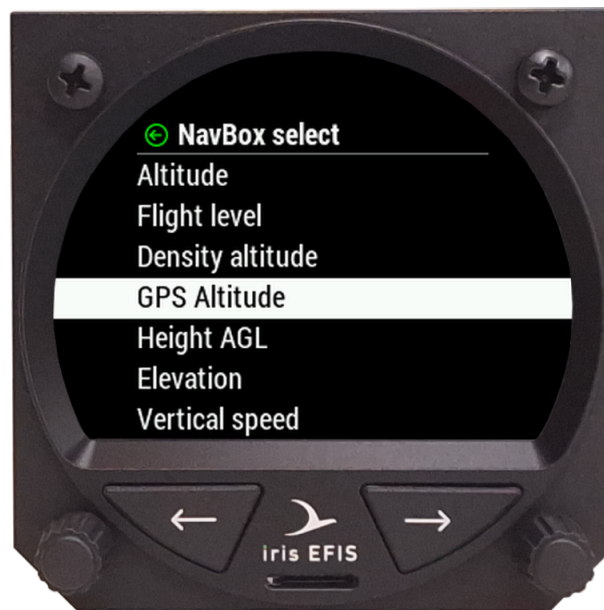 NavBox select
Altitude
Flight level
Density altitude
GPS Altitude
Height AGL
Elevation
Vertical speed
iris EFIS